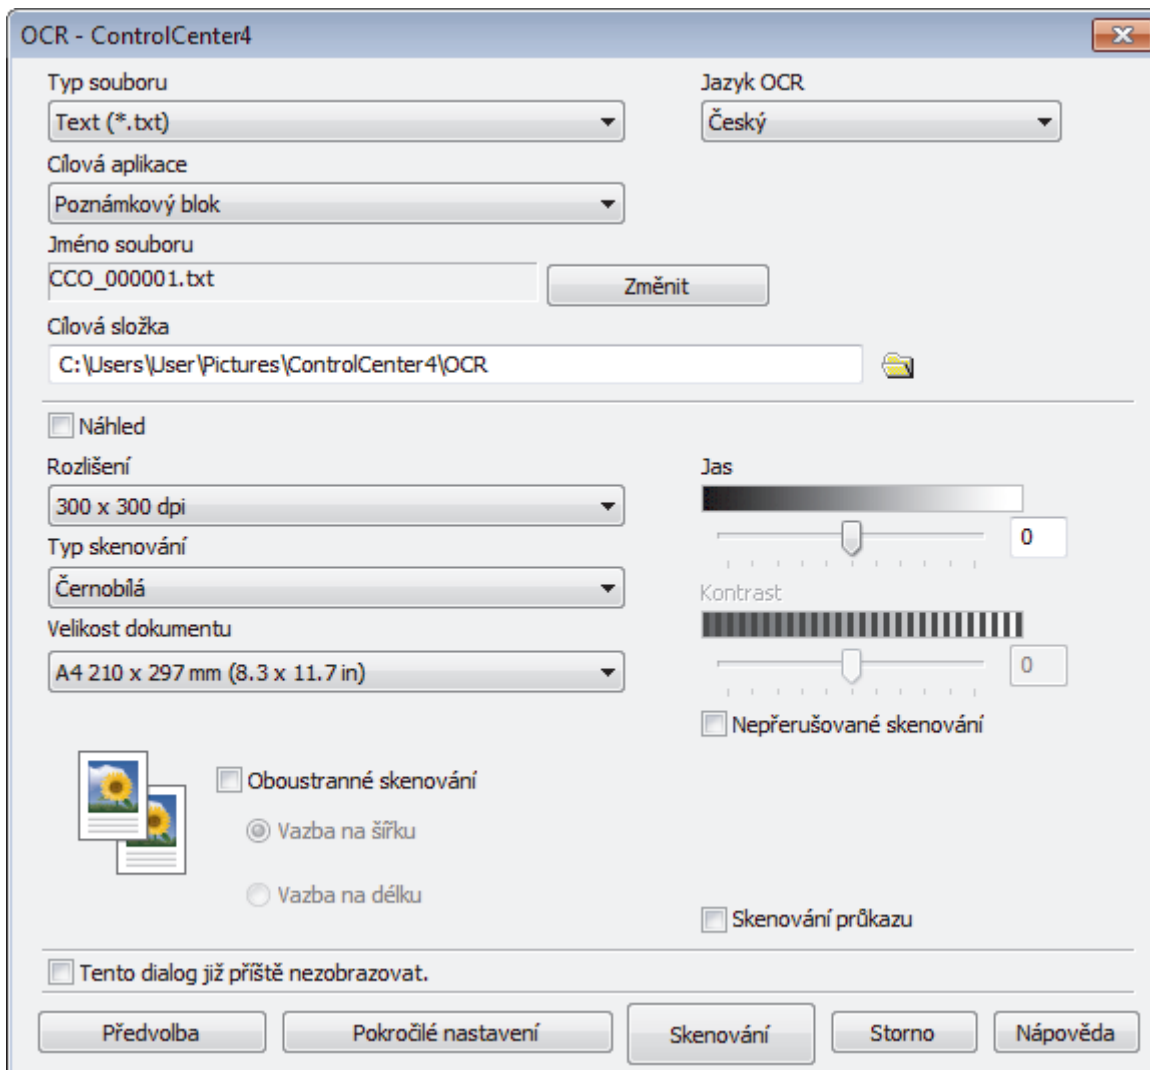 OCR - ControlCenter4
Typ souboru
Jazyk OCR
Text (*.txt)
Český
Cílová aplikace
Poznámkový blok
Jméno souboru
CCO_000001.txt
Změnit
Cílová složka
C:\Users\User\Pictures\ControlCenter4\OCR
Náhled
Rozlišení
Jas
300 x 300 dpi
0
Typ skenování
Černobílá
Kontrast
Velikost dokumentu
A4 210 x 297 mm (8.3 x 11.7 in)
0
Nepřerušované skenování
Oboustranné skenování
Vazba na šířku
Vazba na délku
Skenování průkazu
Tento dialog již příště nezobrazovat.
Předvolba
Pokročilé nastavení
Skenování
Storno
Nápověda